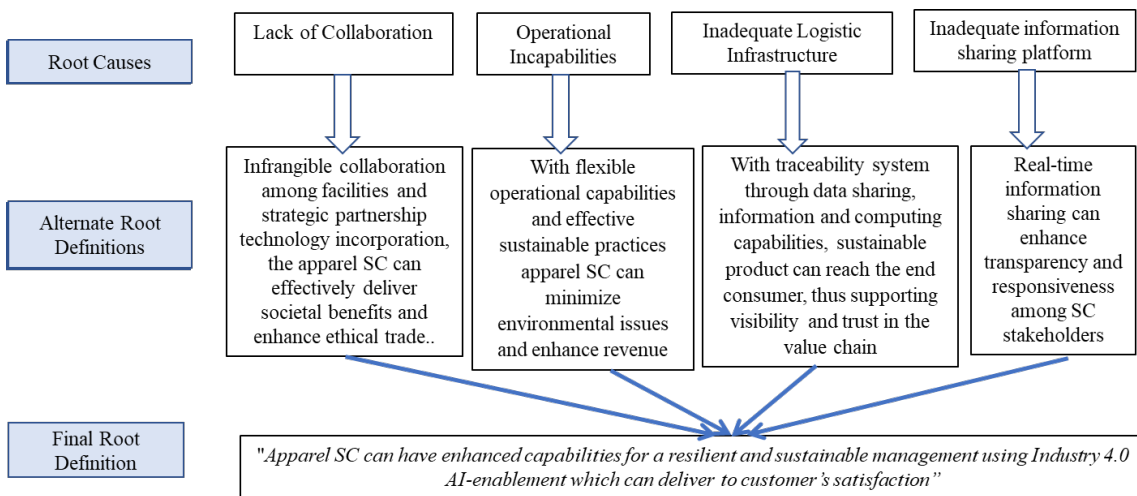 Root Causes
Lack of Collaboration
Operational
Incapabilities
Inadequate Logistic
Infrastructure
Inadequate information
sharing platform
Alternate Root
Definitions
Infrangible collaboration
among facilities and
strategic partnership
technology incorporation,
the apparel SC can
effectively deliver
societal benefits and
enhance ethical trade..
With flexible
operational capabilities
and effective
sustainable practices
apparel SC can
minimize
environmental issues
and enhance revenue
With traceability system
through data sharing,
information and computing
capabilities, sustainable
product can reach the end
consumer, thus supporting
visibility and trust in the
value chain
Real-time
information
sharing can
enhance
transparency and
responsiveness
among SC
stakeholders
Final Root
Definition
"Apparel SC can have enhanced capabilities for a resilient and sustainable management using Industry 4.0
AI-enablement which can deliver to customer’s satisfaction”